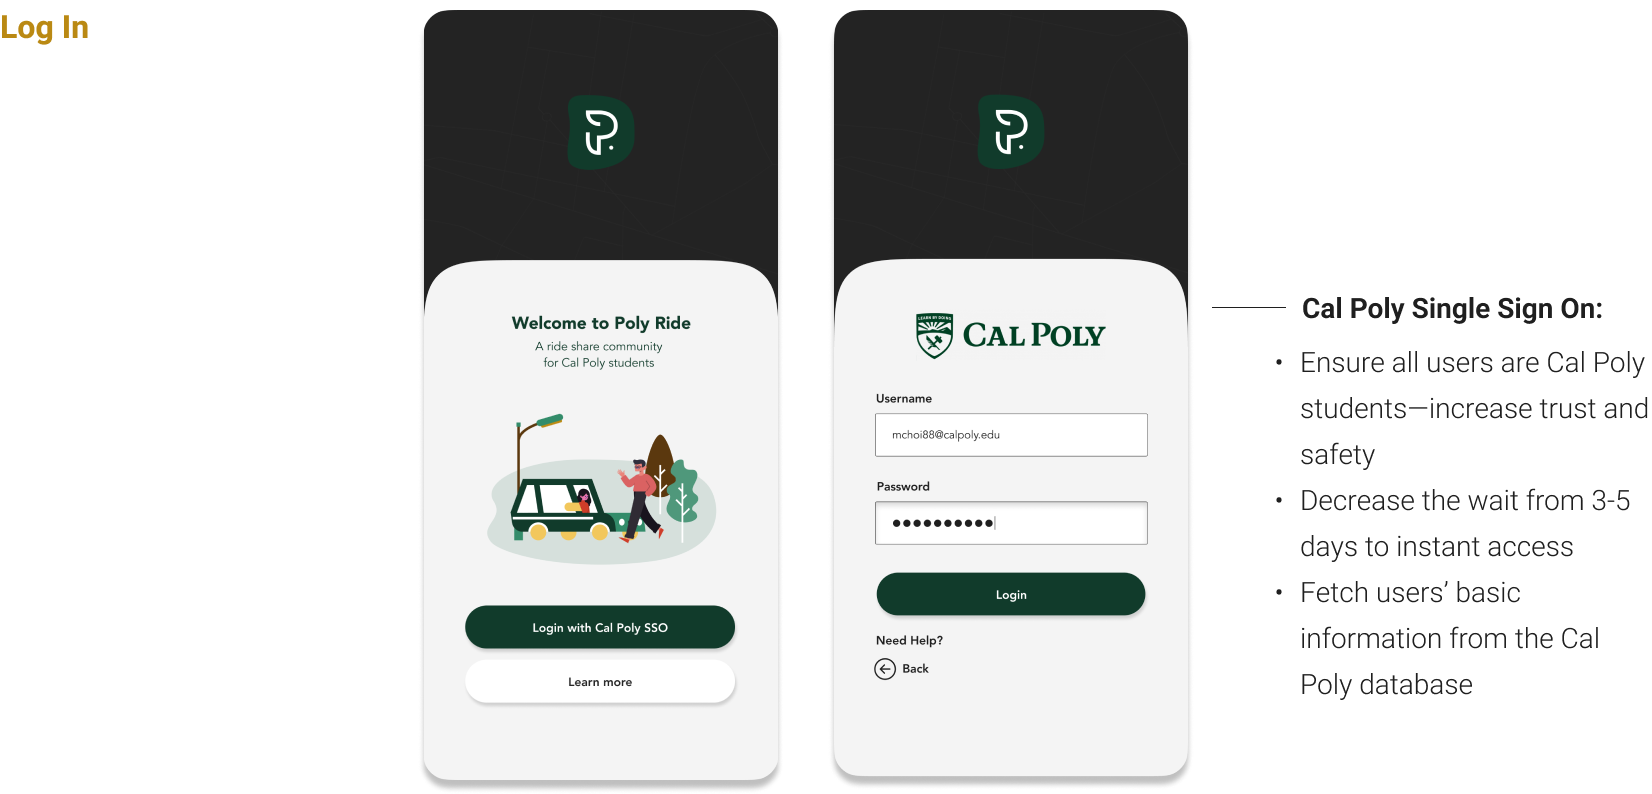 Log In
P.
Welcome to Poly Ride
A ride share community
for Cal Poly students
Login with Cal Poly SSO
Learn more
P.
LEARN BY DOING
CAL POLY
Username
mchoi88@calpoly.edu
Password
●●●●●●●●●●
Login
Need Help?
Back
Cal Poly Single Sign On:
• Ensure all users are Cal Poly
students—increase trust and
safety
• Decrease the wait from 3-5
days to instant access
• Fetch users’ basic
information from the Cal
Poly database